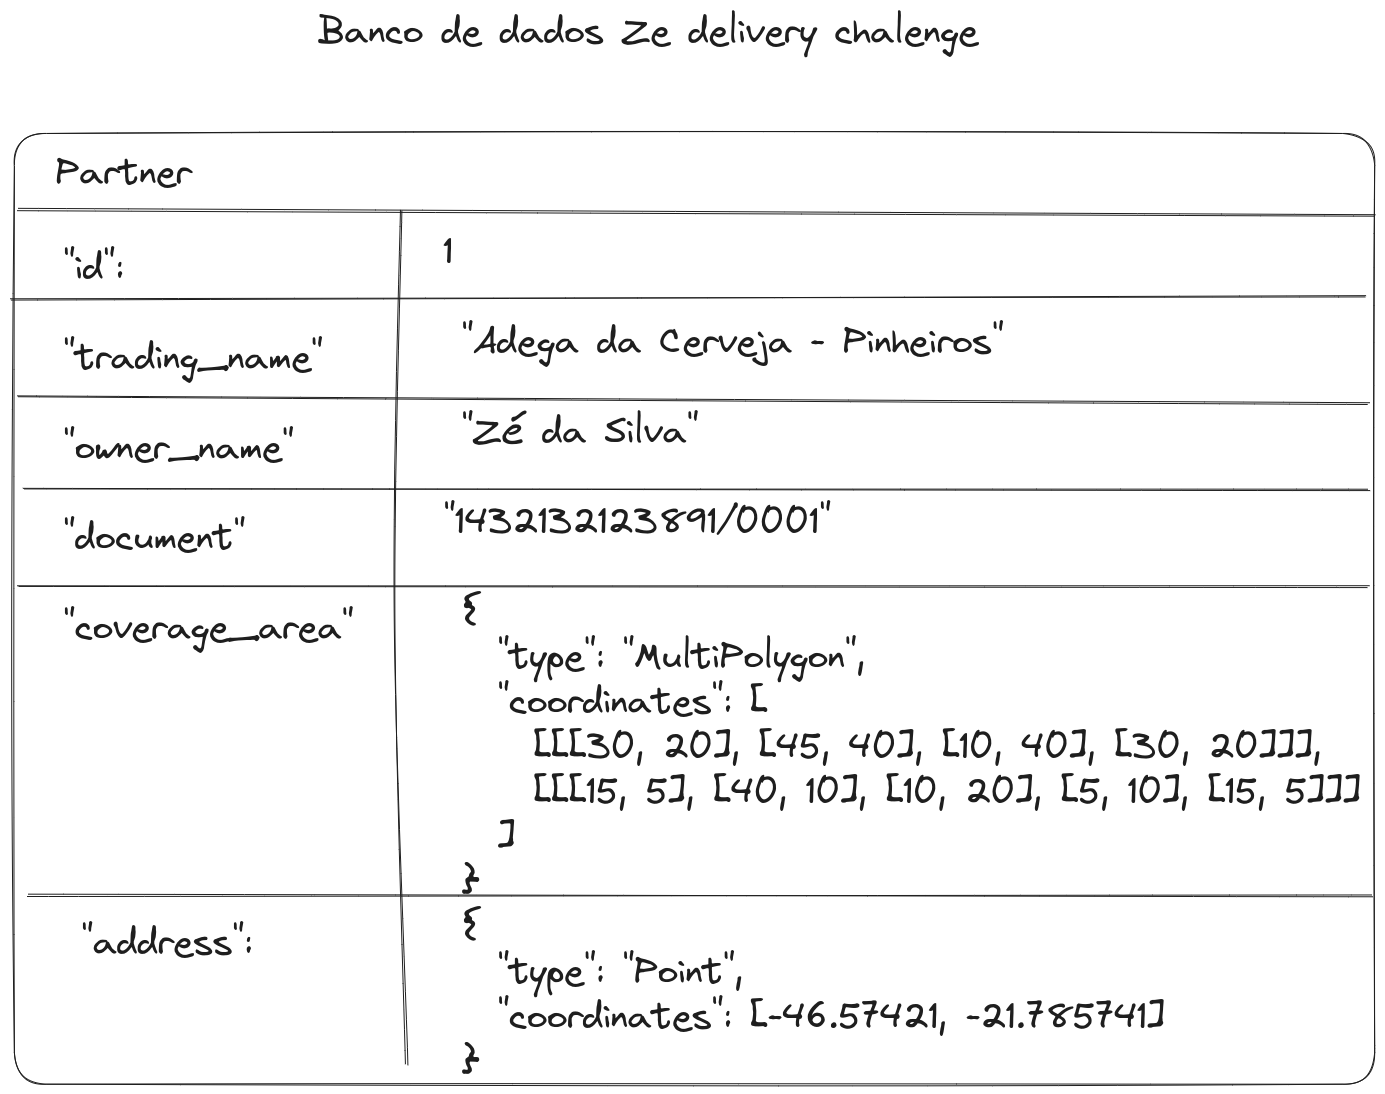 Banco de dados Ze delivery chalenge
Partner
"id": 1
"trading_name" "Adega da Cerveja - Pinheiros"
"owner_name" "Zé da Silva"
"document" "1432132123891/0001"
"coverage_area" {
"type": "MultiPolygon",
"coordinates": [
[[[30, 20], [45, 40], [10, 40], [30, 20]]],
[[[15, 5], [40, 10], [10, 20], [5, 10], [15, 5]]]
]
}
"address": {
"type": "Point",
"coordinates": [-46.57421, -21.785741]
}